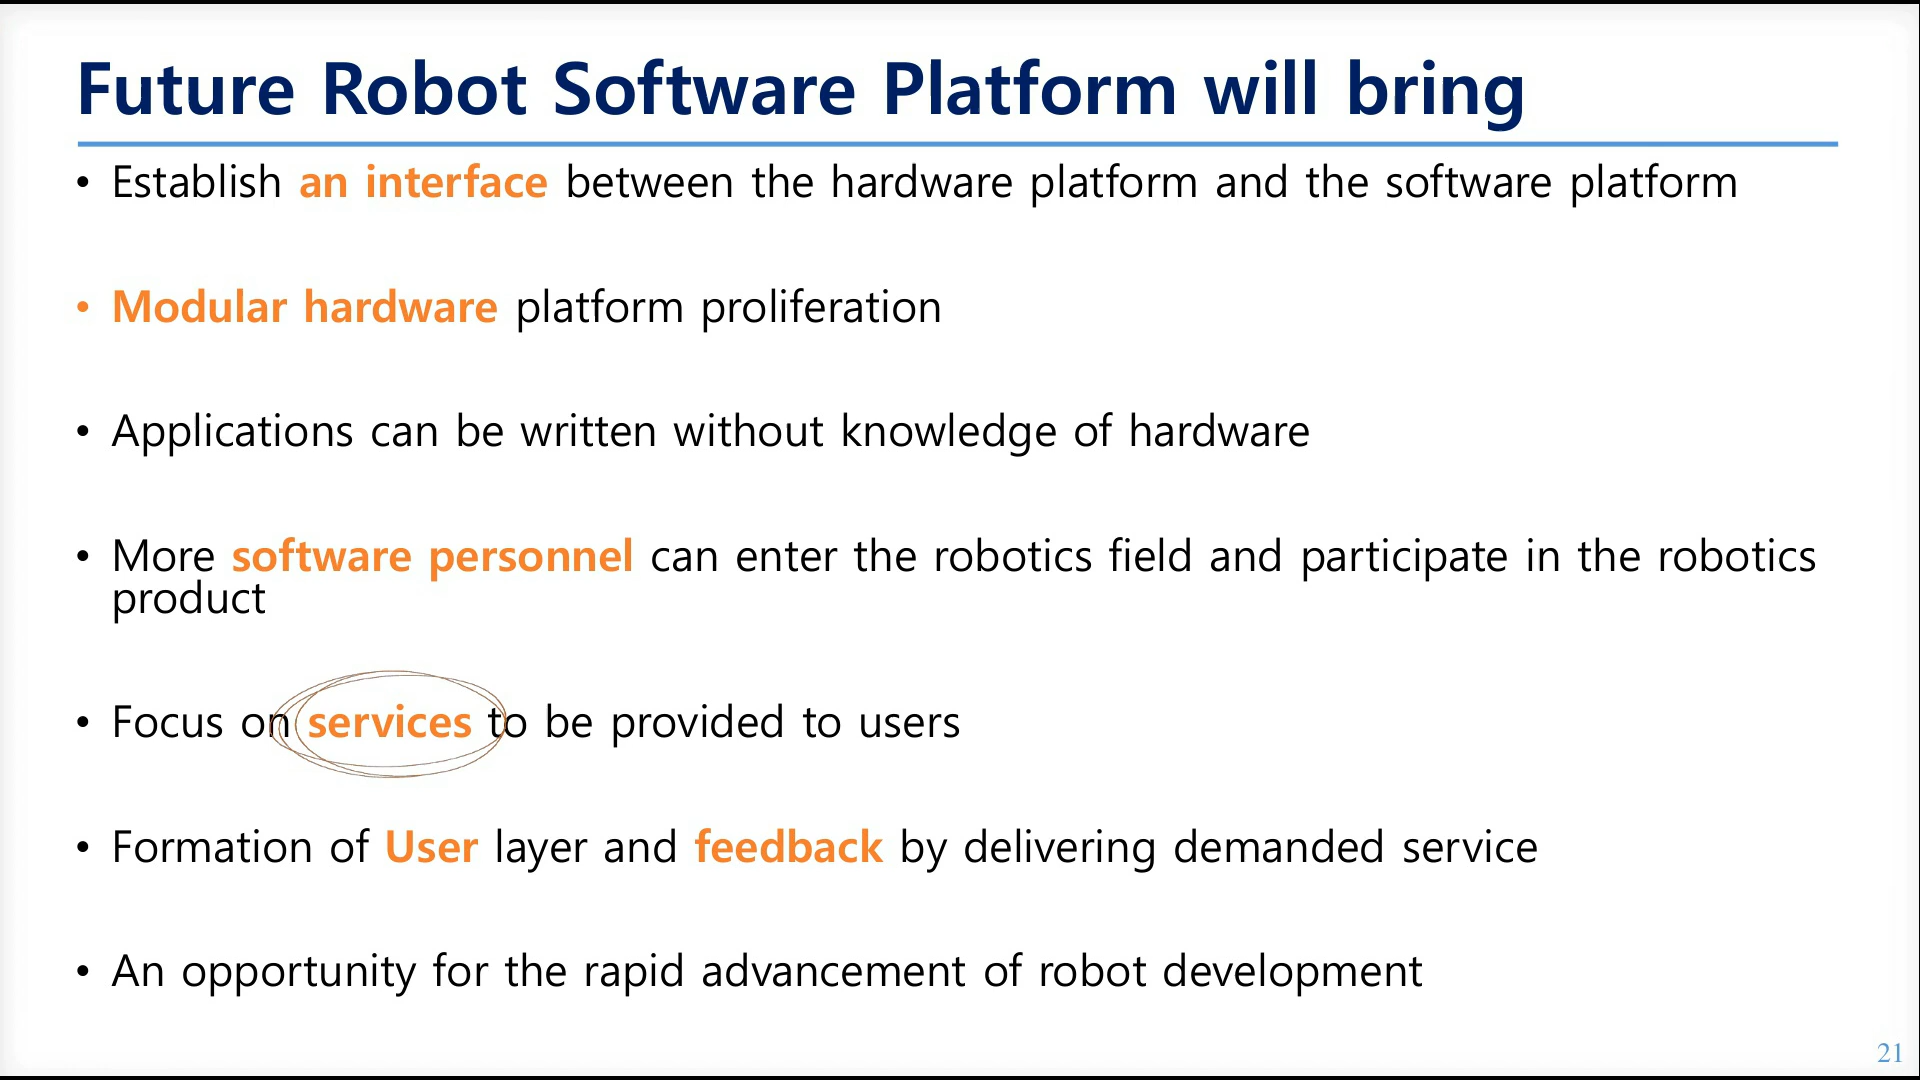 Future Robot Software Platform will bring
• Establish an interface between the hardware platform and the software platform
• Modular hardware platform proliferation
• Applications can be written without knowledge of hardware
• More software personnel can enter the robotics field and participate in the robotics
product
• Focus on services to be provided to users
• Formation of User layer and feedback by delivering demanded service
• An opportunity for the rapid advancement of robot development
21